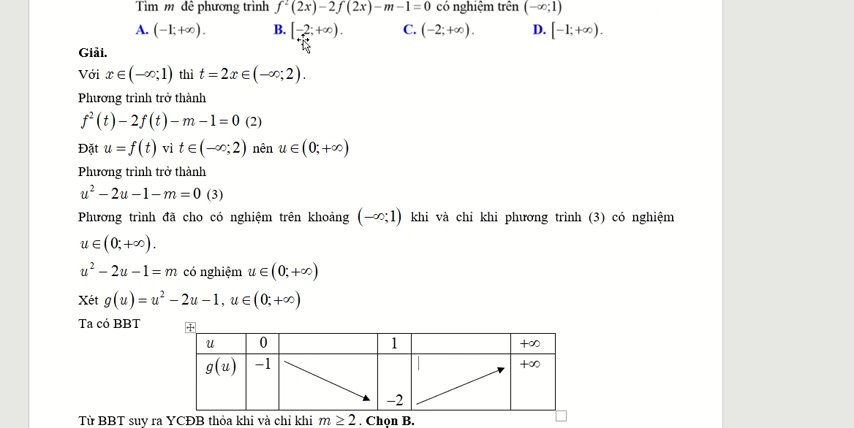 Tìm m để phương trình f²(2x)−2f(2x)−m−1=0 có nghiệm trên (−∞;1)
A. (−1;+∞). B. [−2;+∞). C. (−2;+∞). D. [−1;+∞).
Giải.
Với x∈(−∞;1) thì t=2x∈(−∞;2).
Phương trình trở thành
f²(t)−2f(t)−m−1=0 (2)
Đặt u=f(t) vì t∈(−∞;2) nên u∈(0;+∞)
Phương trình trở thành
u²−2u−1−m=0 (3)
Phương trình đã cho có nghiệm trên khoảng (−∞;1) khi và chỉ khi phương trình (3) có nghiệm
u∈(0;+∞).
u²−2u−1=m có nghiệm u∈(0;+∞)
Xét g(u)=u²−2u−1, u∈(0;+∞)
Ta có BBT
u 0 1 +∞
g(u) −1 +∞
−2
Từ BBT suy ra YCĐB thỏa khi và chỉ khi m≥2. Chọn B.